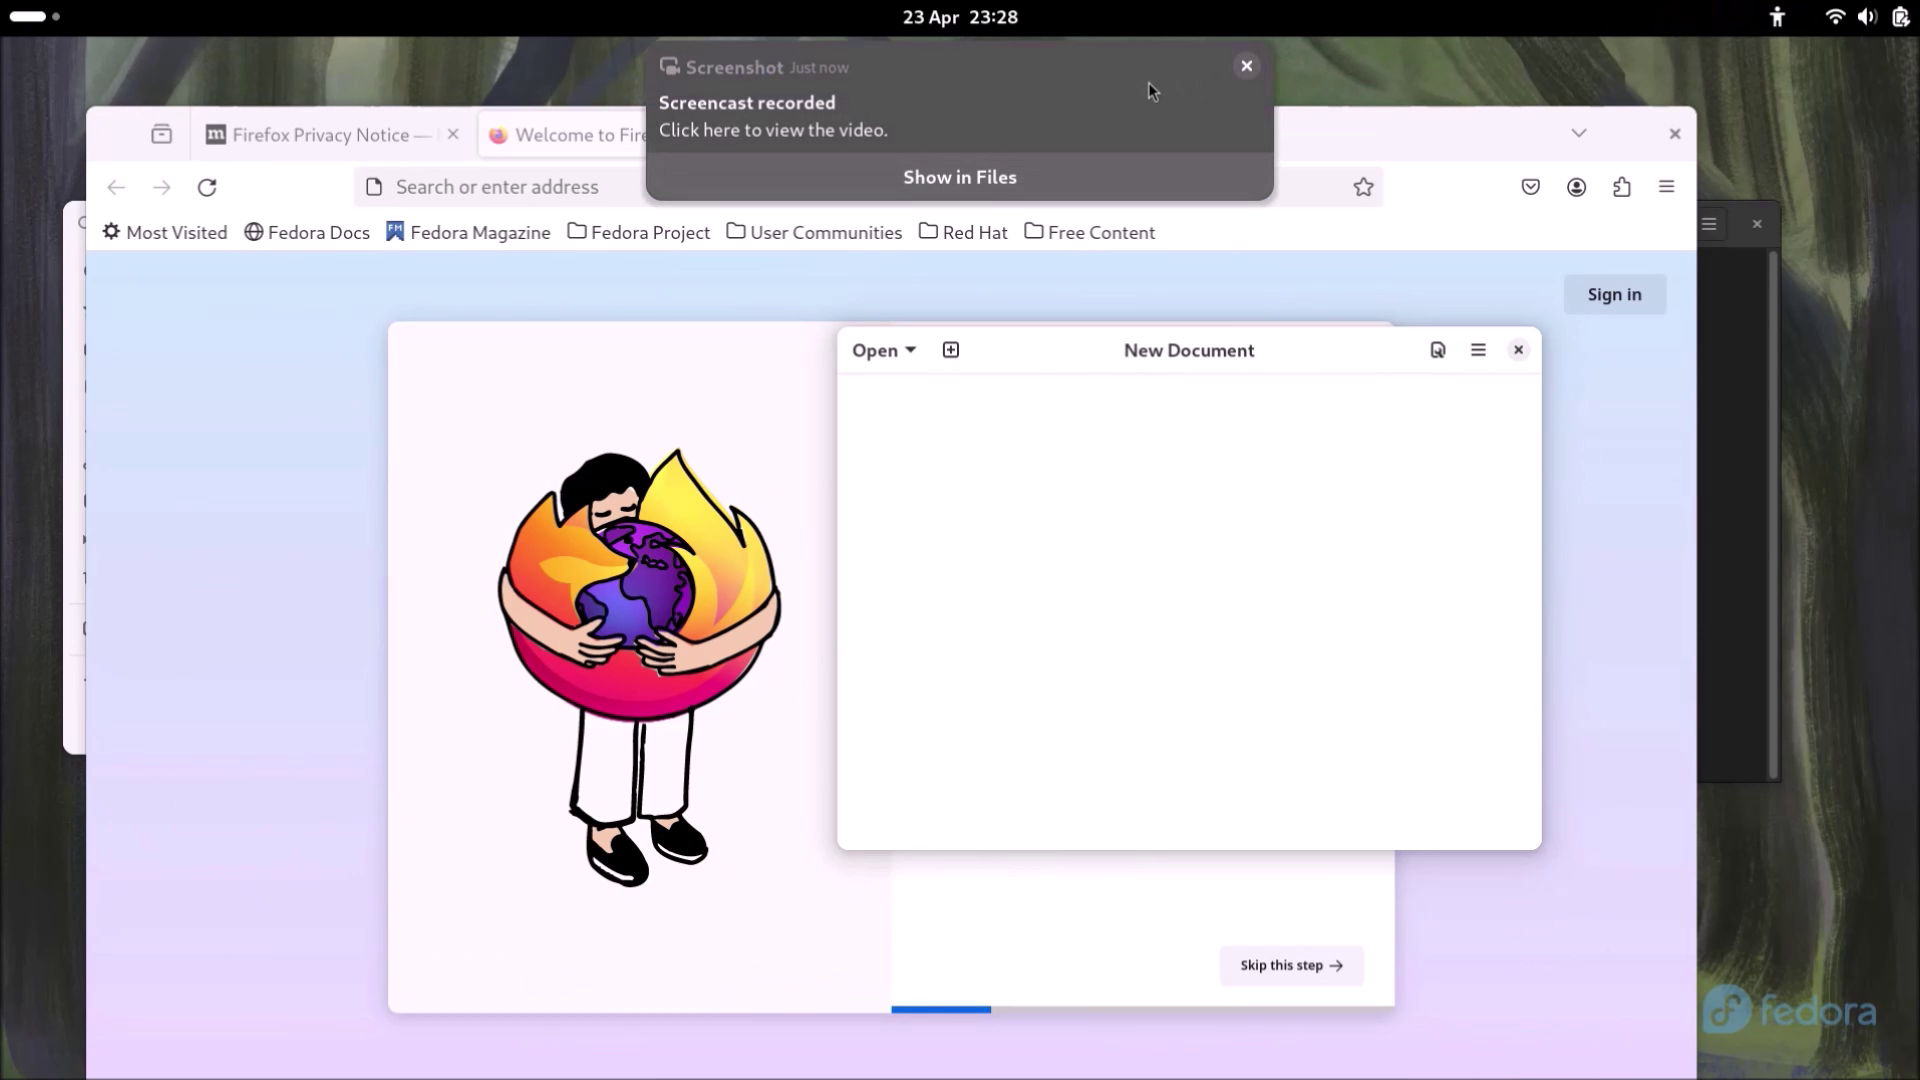 23 Apr 23:28
Screenshot Just now
Screencast recorded
Click here to view the video.
Show in Files
Firefox Privacy Notice —
Welcome to Fire
Search or enter address
Most Visited
Fedora Docs
Fedora Magazine
Fedora Project
User Communities
Red Hat
Free Content
Sign in
Open
New Document
Skip this step
fedora